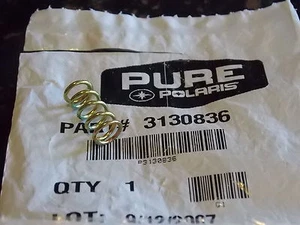 PURE
POLARIS
PART # 3130836
P3130836
QTY 1
LOT: